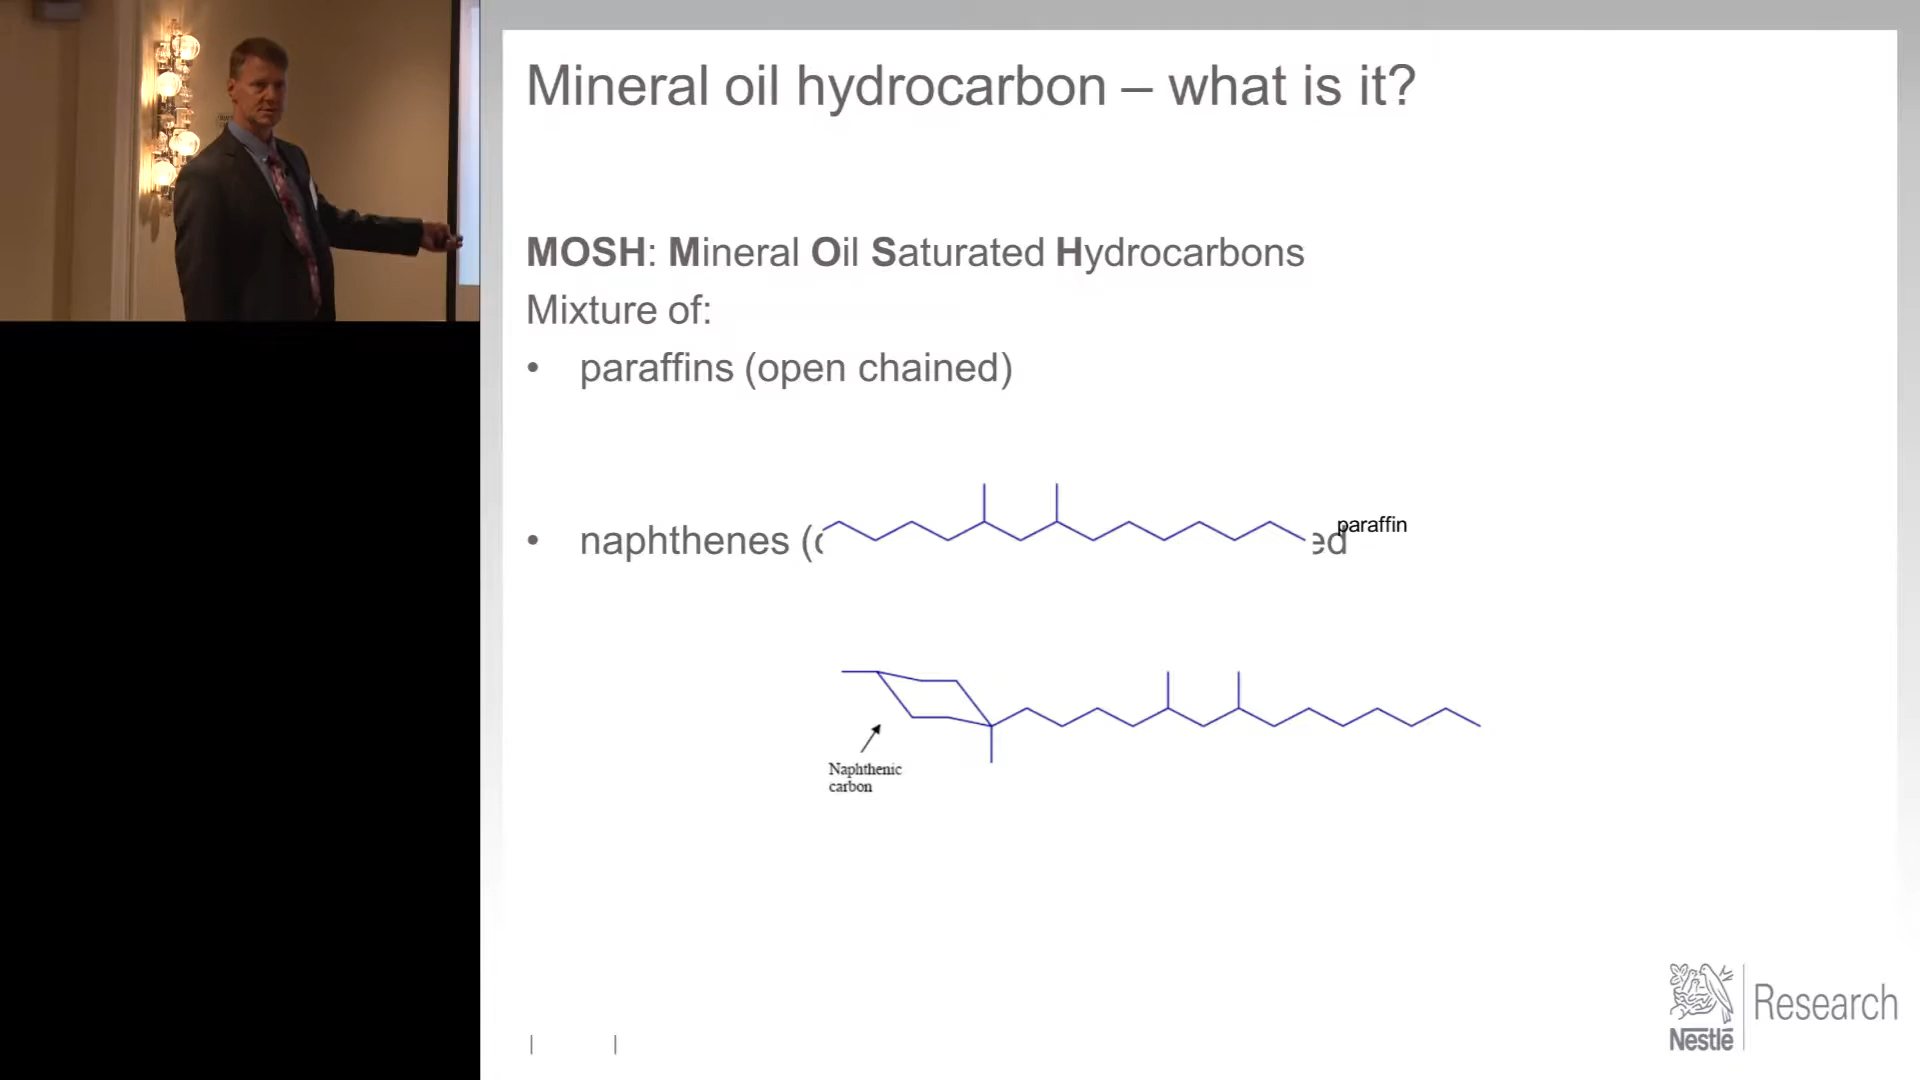 Mineral oil hydrocarbon – what is it?
MOSH: Mineral Oil Saturated Hydrocarbons
Mixture of:
• paraffins (open chained)
paraffin
• naphthenes (
Naphthenic
carbon
Nestlé
Research